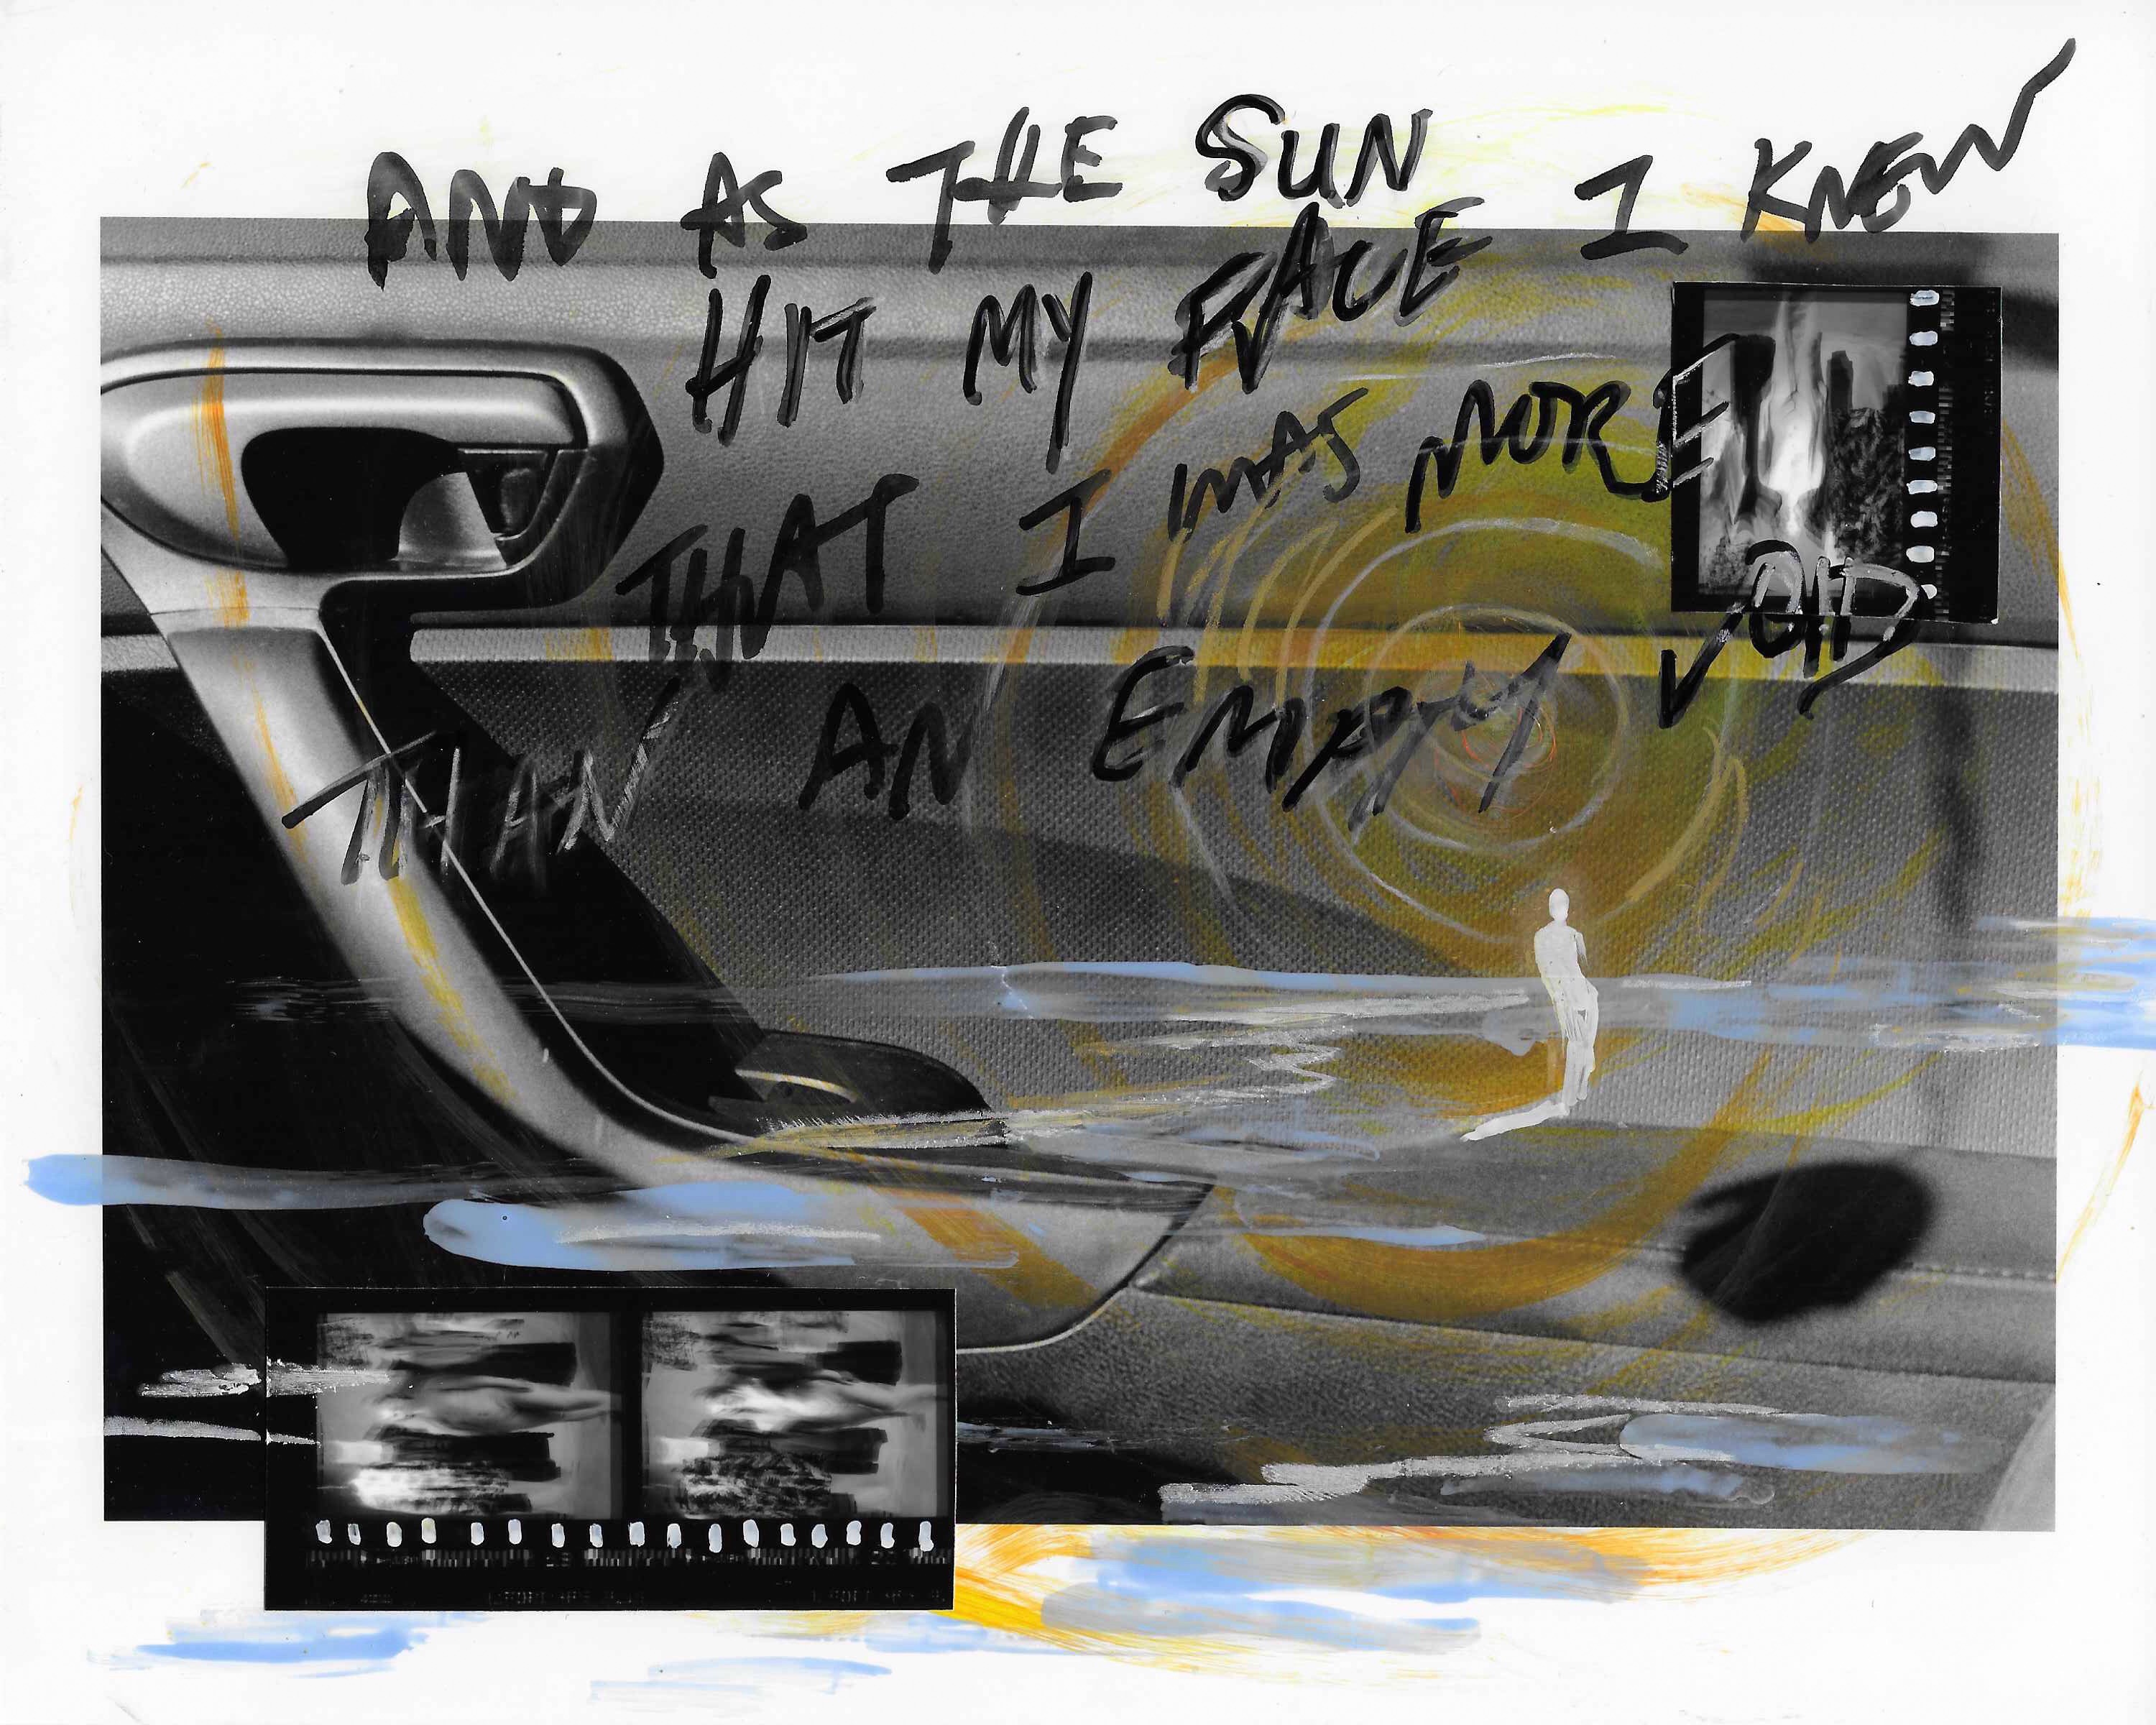 AND AS THE SUN I KNEW
HIT MY FACE
THAT I WAS MORE
THAN AN EMPTY VOID